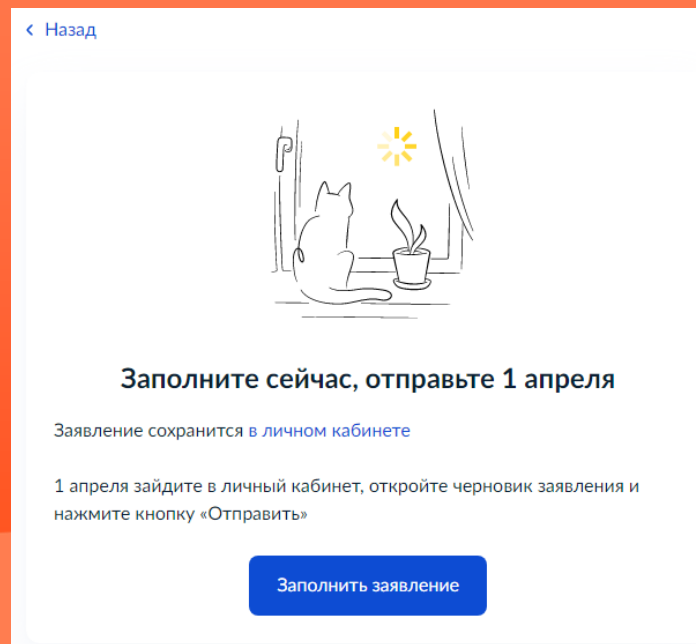 Назад
Заполните сейчас, отправьте 1 апреля
Заявление сохранится в личном кабинете
1 апреля зайдите в личный кабинет, откройте черновик заявления и
нажмите кнопку «Отправить»
Заполнить заявление